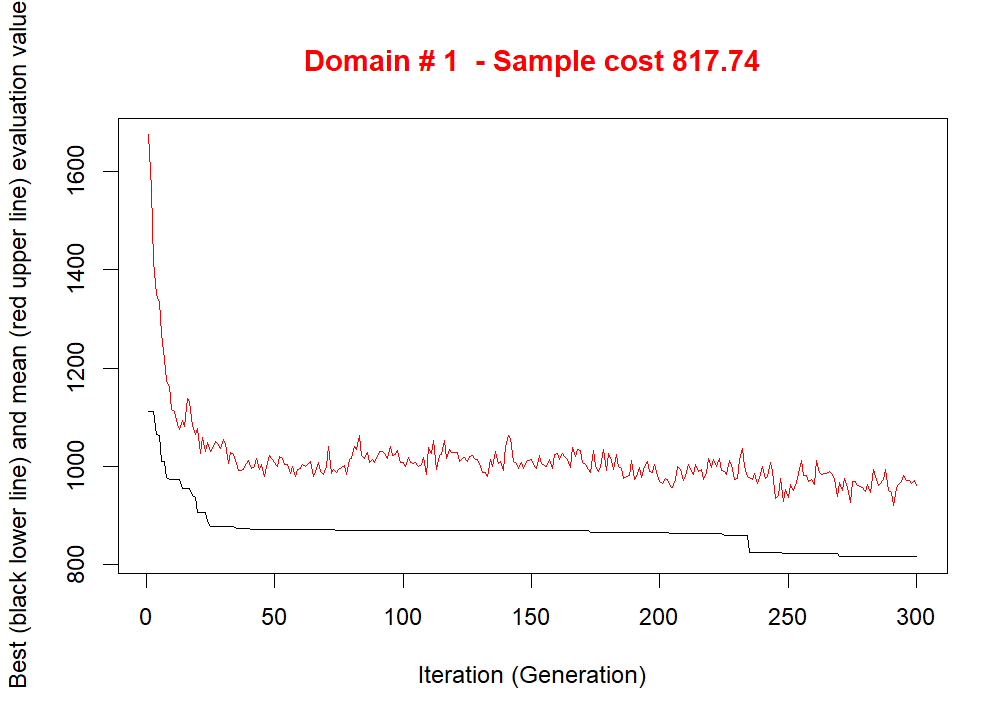 Domain # 1  - Sample cost 817.74
Best (black lower line) and mean (red upper line) evaluation value
1600
1400
1200
1000
800
0 50 100 150 200 250 300
Iteration (Generation)